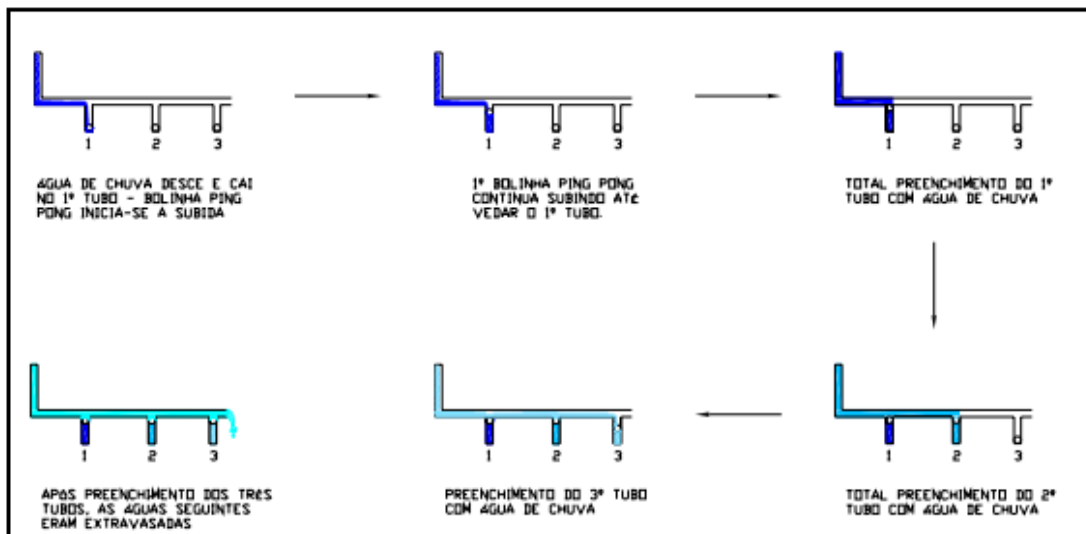 1 2 3
ÁGUA DE CHUVA DESCE E CAI
NO 1º TUBO - BOLINHA PING
PONG INICIA-SE A SUBIDA
1 2 3
1ª BOLINHA PING PONG
CONTINUA SUBINDO ATÉ
VEDAR O 1º TUBO.
1 2 3
TOTAL PREENCHIMENTO DO 1º
TUBO COM ÁGUA DE CHUVA
1 2 3
TOTAL PREENCHIMENTO DO 2º
TUBO COM ÁGUA DE CHUVA
1 2 3
PREENCHIMENTO DO 3º TUBO
COM ÁGUA DE CHUVA
1 2 3
APÓS PREENCHIMENTO DOS TRÊS
TUBOS, AS ÁGUAS SEGUINTES
ERAM EXTRAVASADAS